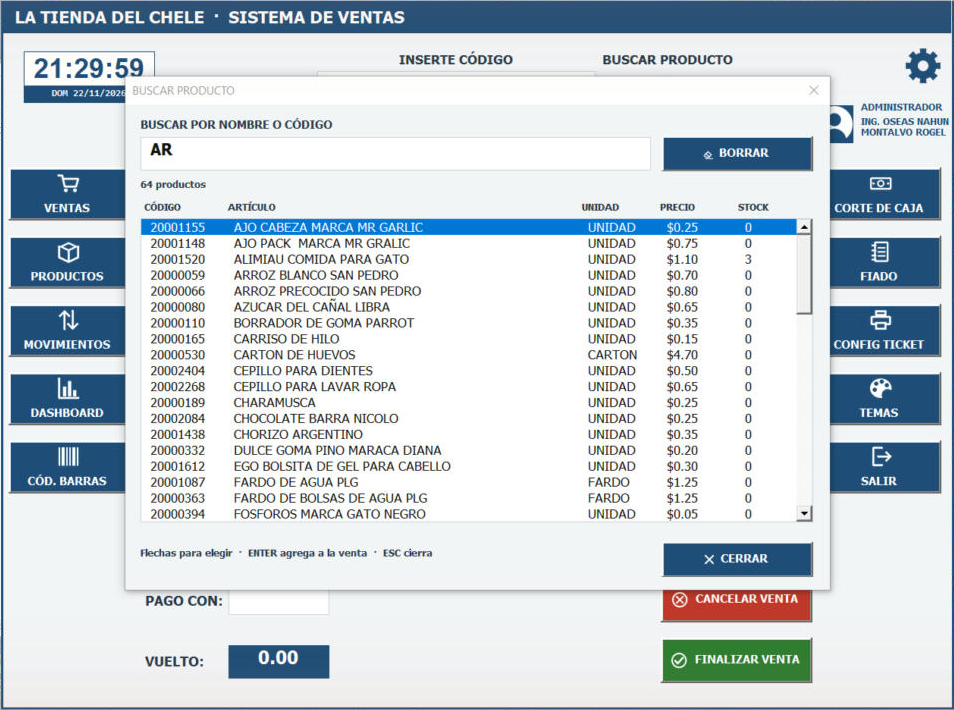 LA TIENDA DEL CHELE · SISTEMA DE VENTAS
21:29:59
DOM 22/11/2026
INSERTE CÓDIGO
BUSCAR PRODUCTO
ADMINISTRADOR
ING. OSEAS NAHUN
MONTALVO ROGEL
VENTAS
PRODUCTOS
MOVIMIENTOS
DASHBOARD
CÓD. BARRAS
BUSCAR PRODUCTO
BUSCAR POR NOMBRE O CÓDIGO
AR
BORRAR
64 productos
CÓDIGO ARTÍCULO UNIDAD PRECIO STOCK
20001155 AJO CABEZA MARCA MR GARLIC UNIDAD $0.25 0
20001148 AJO PACK MARCA MR GRALIC UNIDAD $0.75 0
20001520 ALIMIAU COMIDA PARA GATO UNIDAD $1.10 3
20000059 ARROZ BLANCO SAN PEDRO UNIDAD $0.70 0
20000066 ARROZ PRECOCIDO SAN PEDRO UNIDAD $0.80 0
20000080 AZUCAR DEL CAÑAL LIBRA UNIDAD $0.65 0
20000110 BORRADOR DE GOMA PARROT UNIDAD $0.35 0
20000165 CARRISO DE HILO UNIDAD $0.15 0
20000530 CARTON DE HUEVOS CARTON $4.70 0
20002404 CEPILLO PARA DIENTES UNIDAD $0.50 0
20002268 CEPILLO PARA LAVAR ROPA UNIDAD $0.65 0
20000189 CHARAMUSCA UNIDAD $0.25 0
20002084 CHOCOLATE BARRA NICOLO UNIDAD $0.25 0
20001438 CHORIZO ARGENTINO UNIDAD $0.35 0
20000332 DULCE GOMA PINO MARACA DIANA UNIDAD $0.20 0
20001612 EGO BOLSITA DE GEL PARA CABELLO UNIDAD $0.30 0
20001087 FARDO DE AGUA PLG FARDO $1.25 0
20000363 FARDO DE BOLSAS DE AGUA PLG FARDO $1.25 0
20000394 FOSFOROS MARCA GATO NEGRO UNIDAD $0.05 0
Flechas para elegir · ENTER agrega a la venta · ESC cierra
CERRAR
CORTE DE CAJA
FIADO
CONFIG TICKET
TEMAS
SALIR
PAGO CON:
CANCELAR VENTA
VUELTO: 0.00
FINALIZAR VENTA